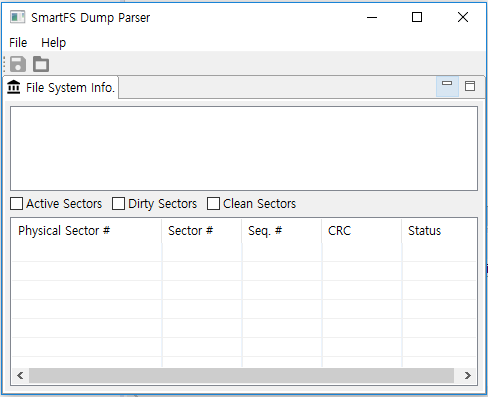 SmartFS Dump Parser
File Help
File System Info.
Active Sectors Dirty Sectors Clean Sectors
Physical Sector # Sector # Seq. # CRC Status